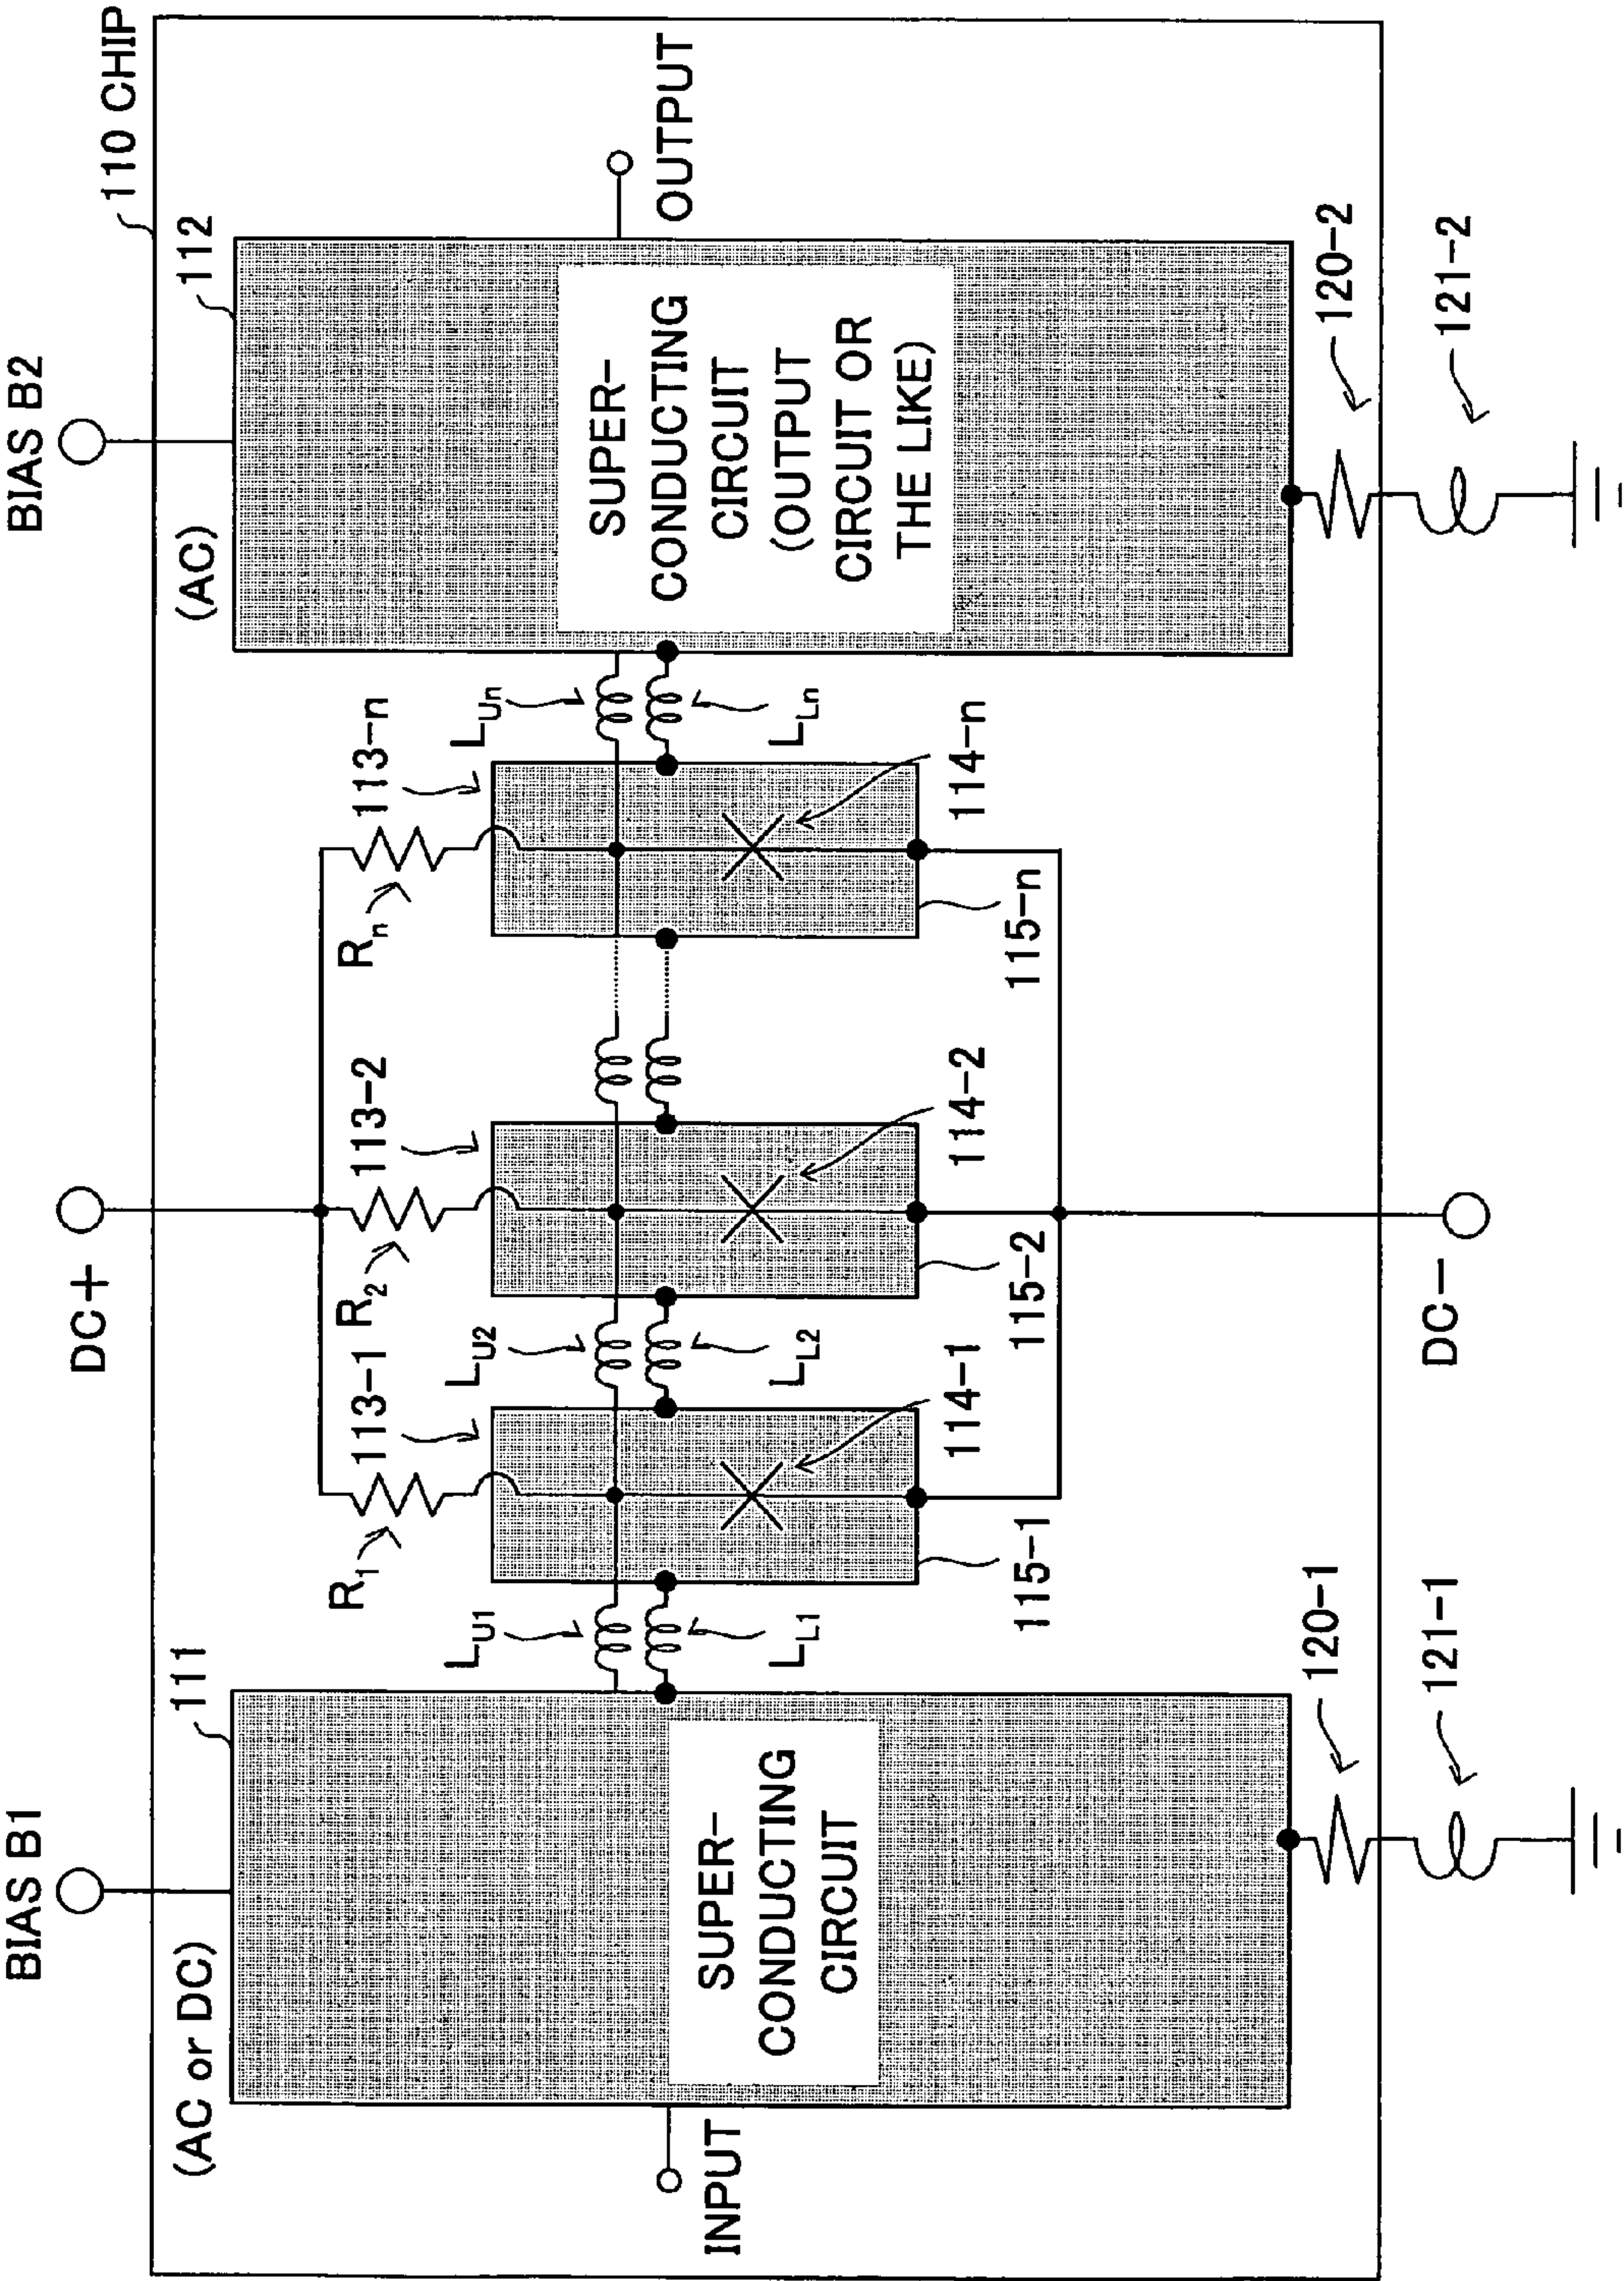 BIAS B1
DC+
BIAS B2
110 CHIP
(AC or DC)
111
(AC)
112
R1
113-1
R2
113-2
Rn
113-n
LU1
LU2
LUn
INPUT
OUTPUT
SUPER-
CONDUCTING
CIRCUIT
SUPER-
CONDUCTING
CIRCUIT
(OUTPUT
CIRCUIT OR
THE LIKE)
LL1
LL2
LLn
114-1
114-2
114-n
115-1
115-2
115-n
120-1
120-2
121-1
DC−
121-2